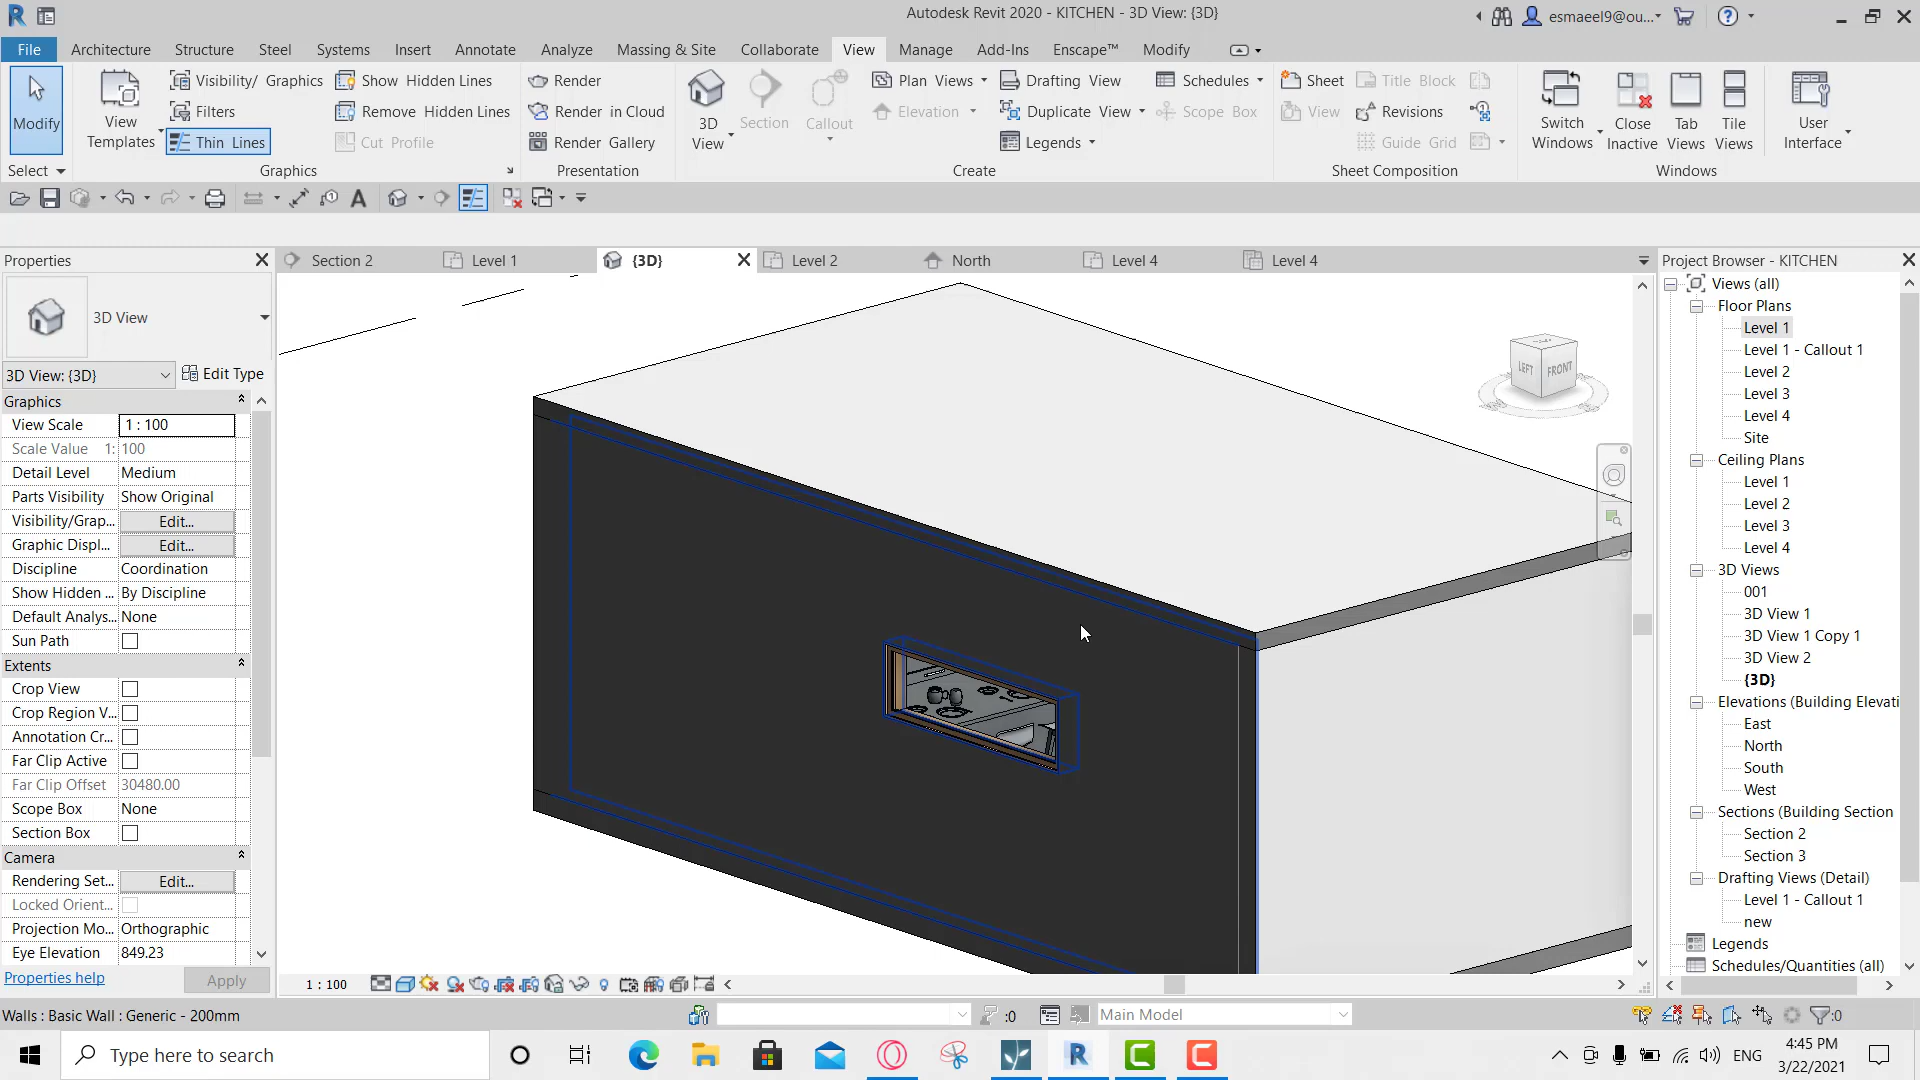 Autodesk Revit 2020 - KITCHEN - 3D View: {3D}
esmaeel9@ou...
File Architecture Structure Steel Systems Insert Annotate Analyze Massing & Site Collaborate View Manage Add-Ins Enscape™ Modify
Modify
View Templates
Visibility/ Graphics
Filters
Thin Lines
Show Hidden Lines
Remove Hidden Lines
Cut Profile
Render
Render in Cloud
Render Gallery
3D View
Section
Callout
Plan Views
Elevation
Drafting View
Duplicate View
Legends
Schedules
Scope Box
Sheet
View
Title Block
Revisions
Guide Grid
Switch Windows
Close Inactive
Tab Views
Tile Views
User Interface
Select Graphics Presentation Create Sheet Composition Windows
Properties
Section 2 Level 1 {3D} Level 2 North Level 4 Level 4
Project Browser - KITCHEN
3D View
3D View: {3D} Edit Type
Graphics
View Scale 1 : 100
Scale Value 1: 100
Detail Level Medium
Parts Visibility Show Original
Visibility/Grap... Edit...
Graphic Displ... Edit...
Discipline Coordination
Show Hidden ... By Discipline
Default Analys... None
Sun Path
Extents
Crop View
Crop Region V...
Annotation Cr...
Far Clip Active
Far Clip Offset 30480.00
Scope Box None
Section Box
Camera
Rendering Set... Edit...
Locked Orient...
Projection Mo... Orthographic
Eye Elevation 849.23
Properties help Apply
LEFT FRONT
Views (all)
Floor Plans
Level 1
Level 1 - Callout 1
Level 2
Level 3
Level 4
Site
Ceiling Plans
Level 1
Level 2
Level 3
Level 4
3D Views
001
3D View 1
3D View 1 Copy 1
3D View 2
{3D}
Elevations (Building Elevati
East
North
South
West
Sections (Building Section
Section 2
Section 3
Drafting Views (Detail)
Level 1 - Callout 1
new
Legends
Schedules/Quantities (all)
1 : 100
Walls : Basic Wall : Generic - 200mm
:0
Main Model
:0
Type here to search
ENG
4:45 PM
3/22/2021